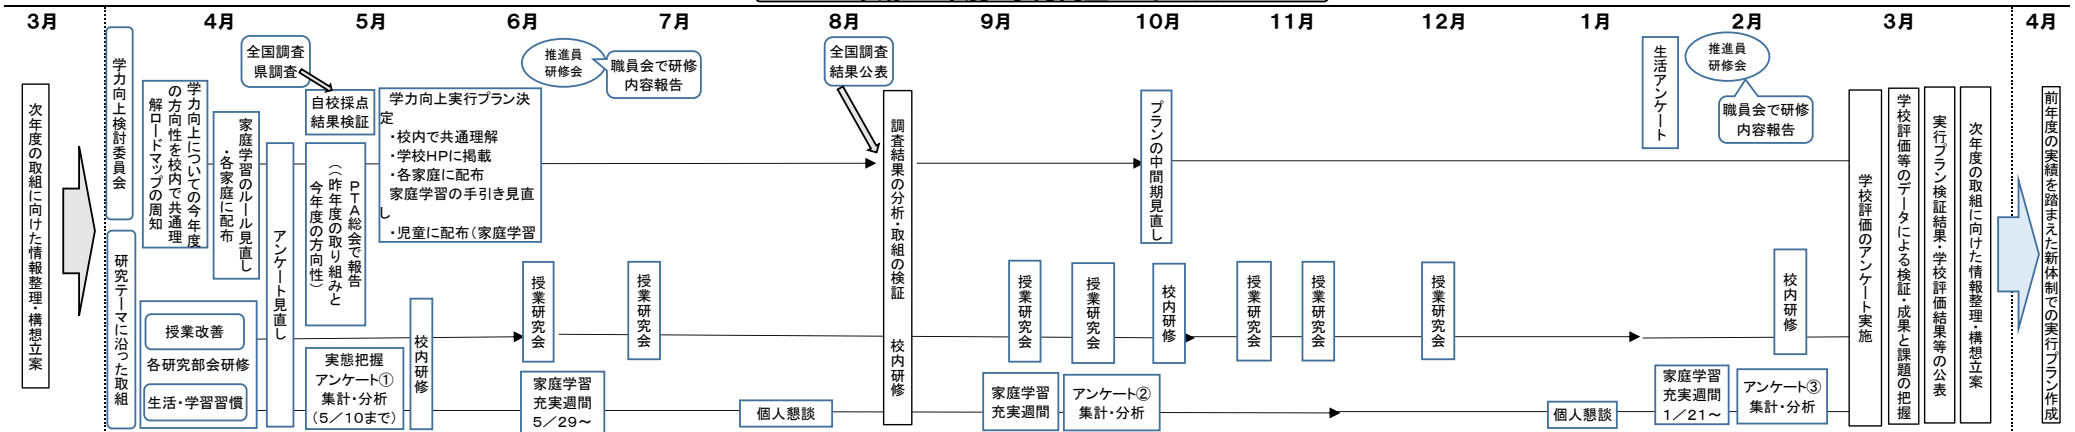 3月
4月
5月
6月
7月
8月
9月
10月
11月
12月
1月
2月
3月
4月
次年度の取組に向けた情報整理・構想立案
学力向上検討委員会
研究テーマに沿った取組
学力向上についての今年度
の方向性を校内で共通理
解ロードマップの周知
家庭学習のルール見直し
・各家庭に配布
アンケート見直し
授業改善
各研究部会研修
生活・学習習慣
全国調査
県調査
自校採点
結果検証
PTA総会で報告
(（昨年度の取り組みと
今年度の方向性）
実態把握
アンケート①
集計・分析
(5／10まで)
学力向上実行プラン決
定
・校内で共通理解
・学校HPに掲載
・各家庭に配布
家庭学習の手引き見直
し
・児童に配布（家庭学習
校内研修
推進員
研修会
職員会で研修
内容報告
授業研究会
家庭学習
充実週間
5／29～
授業研究会
個人懇談
全国調査
結果公表
調査結果の分析・取組の検証
校内研修
授業研究会
家庭学習
充実週間
授業研究会
アンケート②
集計・分析
プランの中間期見直し
校内研修
授業研究会
授業研究会
授業研究会
個人懇談
生活アンケート
推進員
研修会
職員会で研修
内容報告
家庭学習
充実週間
1／21～
校内研修
アンケート③
集計・分析
学校評価のアンケート実施
学校評価等のデータによる検証・成果と課題の把握
実行プラン検証結果・学校評価結果等の公表
次年度の取組に向けた情報整理・構想立案
前年度の実績を踏まえた新体制での実行プラン作成